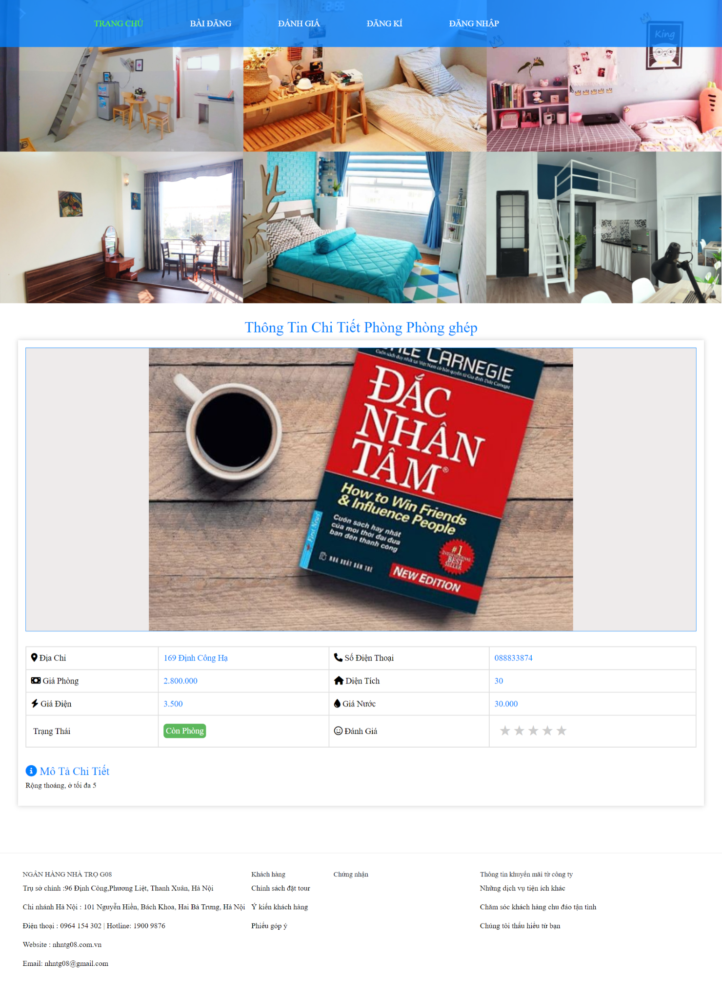 TRANG CHỦ BÀI ĐĂNG ĐÁNH GIÁ ĐĂNG KÍ ĐĂNG NHẬP
King
Thông Tin Chi Tiết Phòng Phòng ghép
CARNEGIE
ĐẮC
NHÂN
TÂM®
How to Win Friends
& Influence People
Cuốn sách hay nhất
của mọi thời đại đưa
bạn đến thành công
First News
NHÀ XUẤT BẢN TRẺ
#1
INTERNATIONAL
BEST
SELLER
NEW EDITION
Địa Chỉ 169 Định Công Hạ Số Điện Thoại 088833874
Giá Phòng 2.800.000 Diện Tích 30
Giá Điện 3.500 Giá Nước 30.000
Trạng Thái Còn Phòng Đánh Giá ★ ★ ★ ★ ★
Mô Tả Chi Tiết
Rộng thoáng, ở tối đa 5
NGÂN HÀNG NHÀ TRỌ G08
Trụ sở chính :96 Định Công,Phương Liệt, Thanh Xuân, Hà Nội
Chi nhánh Hà Nội : 101 Nguyễn Hiền, Bách Khoa, Hai Bà Trưng, Hà Nội
Điện thoại : 0964 154 302 | Hotline: 1900 9876
Website : nhntg08.com.vn
Email: nhntg08@gmail.com
Khách hàng
Chính sách đặt tour
Ý kiến khách hàng
Phiếu góp ý
Chứng nhận
Thông tin khuyến mãi từ công ty
Những dịch vụ tiện ích khác
Chăm sóc khách hàng chu đáo tận tình
Chúng tôi thấu hiểu từ bạn